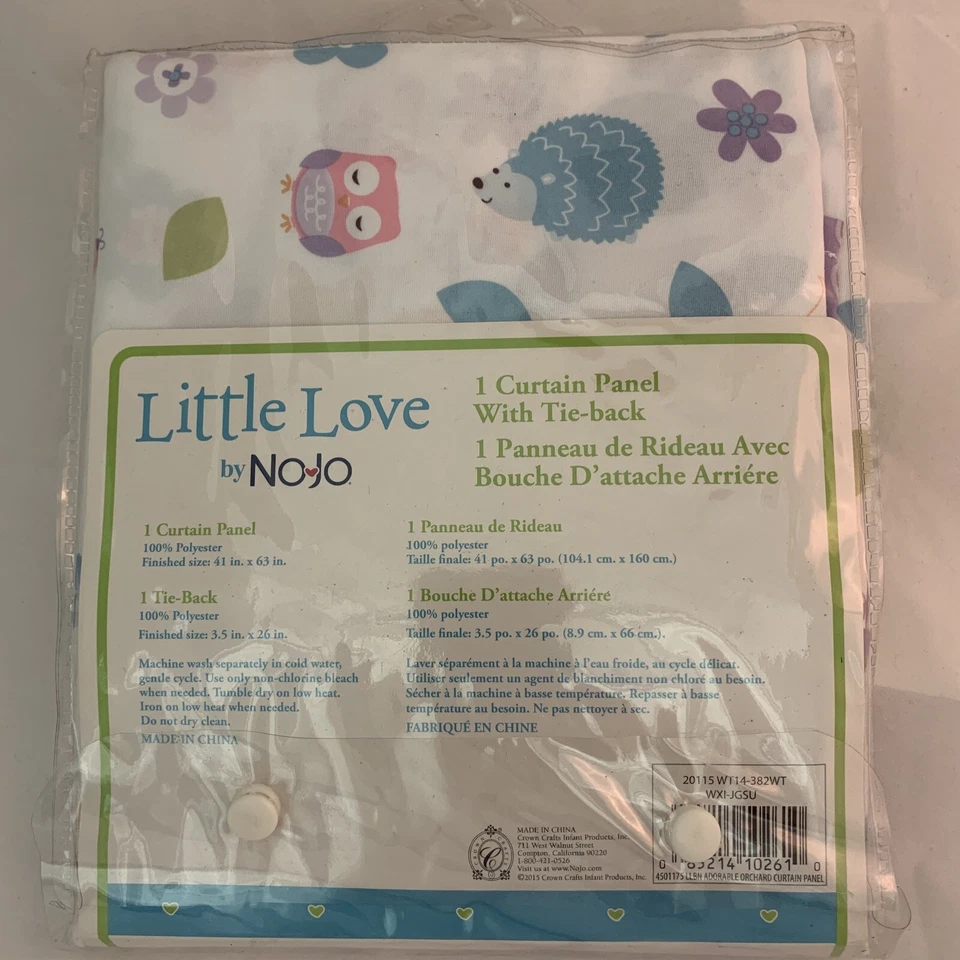 Little Love
by NoJo
1 Curtain Panel
With Tie-back
1 Panneau de Rideau Avec
Bouche D'attache Arriére
1 Curtain Panel
100% Polyester
Finished size: 41 in. x 63 in.
1 Tie-Back
100% Polyester
Finished size: 3.5 in. x 26 in.
Machine wash separately in cold water,
gentle cycle. Use only non-chlorine bleach
when needed. Tumble dry on low heat.
Iron on low heat when needed.
Do not dry clean.
MADE IN CHINA
1 Panneau de Rideau
100% polyester
Taille finale: 41 po. x 63 po. (104.1 cm. x 160 cm.)
1 Bouche D'attache Arriéré
100% polyester
Taille finale: 3.5 po. x 26 po. (8.9 cm. x 66 cm.).
Laver séparément à la machine à l'eau froide, au cycle délicat.
Utiliser seulement un agent de blanchiment non chloré au besoin.
Sécher à la machine à basse température. Repasser à basse
température au besoin. Ne pas nettoyer à sec.
FABRIQUÉ EN CHINE
MADE IN CHINA
Crown Crafts Infant Products, Inc.
711 West Walnut Street
Compton, California 90220
1-800-421-0526
Visit us at www.NoJo.com
©2015 Crown Crafts Infant Products, Inc.
20115 WT14-382WT
WXI-JGSU
0 85214 10261 0
4501175 LLBN ADORABLE ORCHARD CURTAIN PANEL